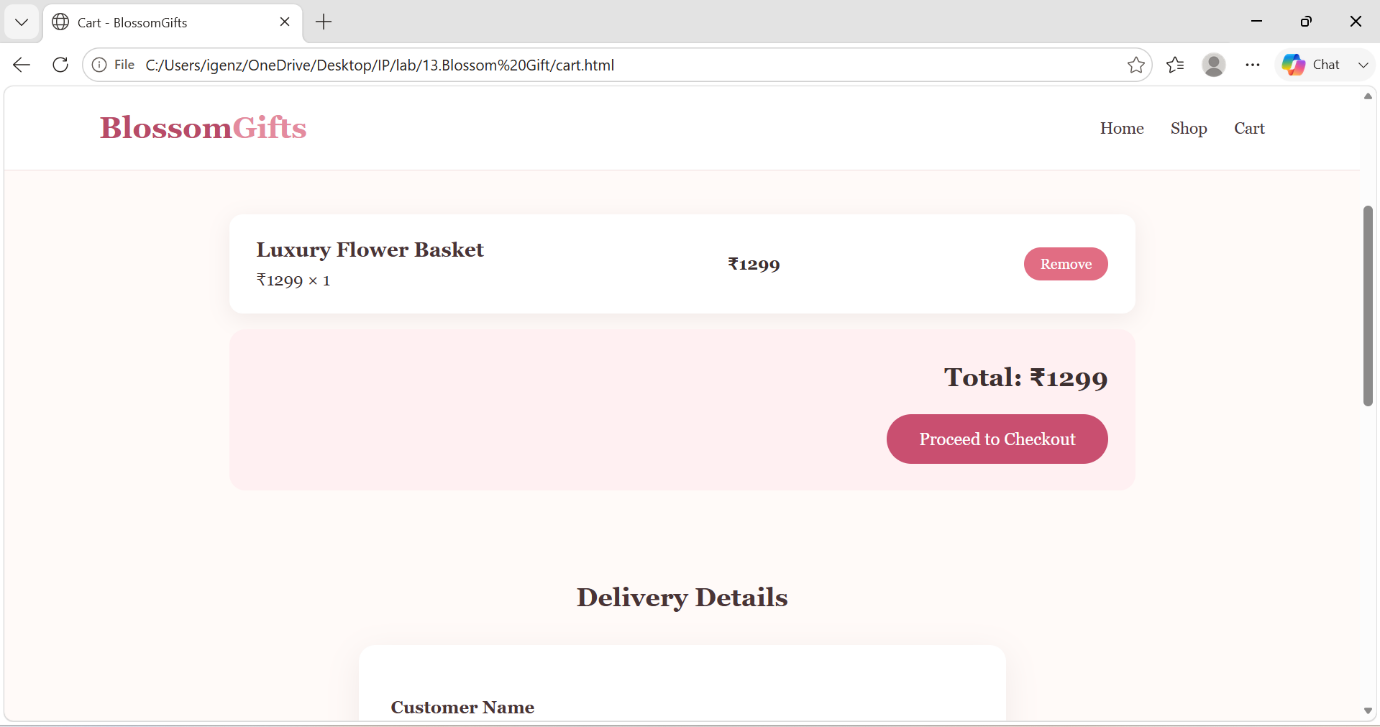 Cart - BlossomGifts
File C:/Users/igenz/OneDrive/Desktop/IP/lab/13.Blossom%20Gift/cart.html
Chat
BlossomGifts
Home Shop Cart
Luxury Flower Basket
₹1299 × 1
₹1299
Remove
Total: ₹1299
Proceed to Checkout
Delivery Details
Customer Name